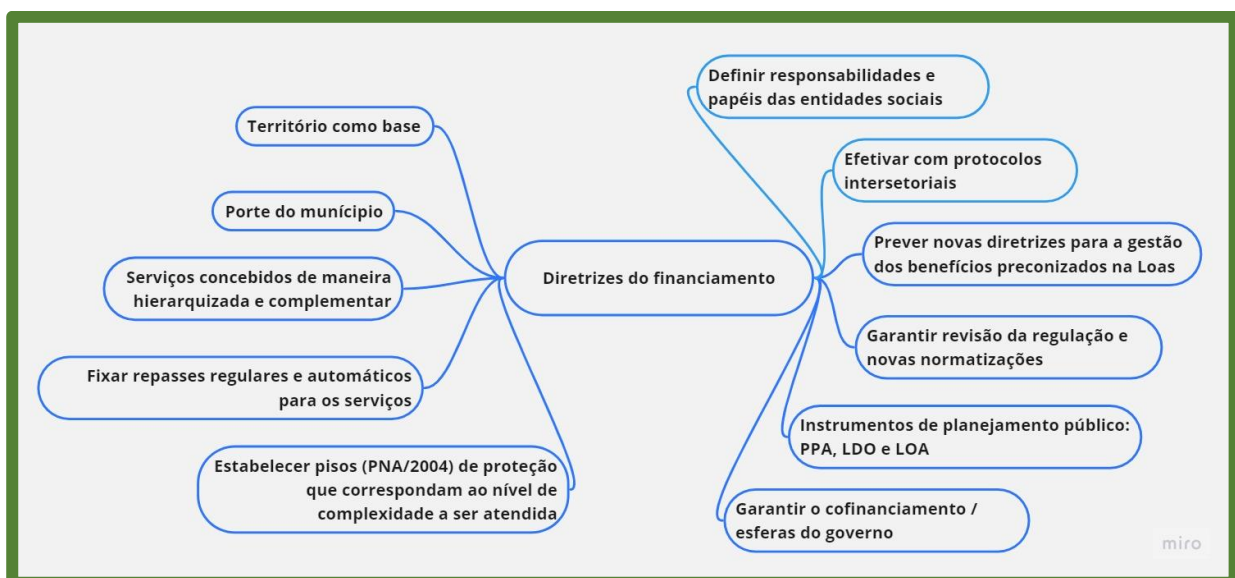 Diretrizes do financiamento
Território como base
Porte do munícipio
Serviços concebidos de maneira
hierarquizada e complementar
Fixar repasses regulares e automáticos
para os serviços
Estabelecer pisos (PNA/2004) de proteção
que correspondam ao nível de
complexidade a ser atendida
Definir responsabilidades e
papéis das entidades sociais
Efetivar com protocolos
intersetoriais
Prever novas diretrizes para a gestão
dos benefícios preconizados na Loas
Garantir revisão da regulação e
novas normatizações
Instrumentos de planejamento público:
PPA, LDO e LOA
Garantir o cofinanciamento /
esferas do governo
miro